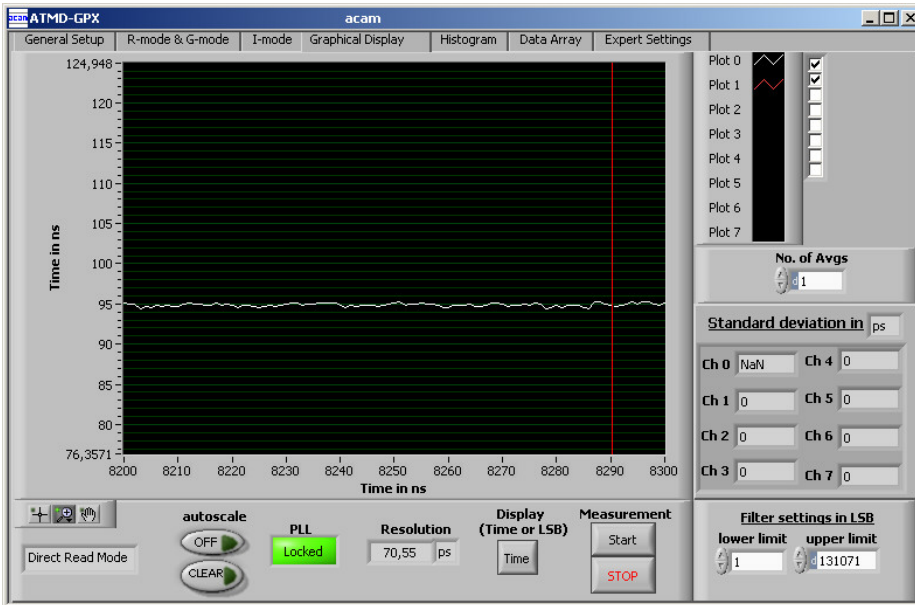 acam ATMD-GPX acam
General Setup R-mode & G-mode I-mode Graphical Display Histogram Data Array Expert Settings
124,948
120
115
110
105
100
95
90
85
80
76,3571
Time in ns
8200 8210 8220 8230 8240 8250 8260 8270 8280 8290 8300
Time in ns
Plot 0
Plot 1
Plot 2
Plot 3
Plot 4
Plot 5
Plot 6
Plot 7
No. of Avgs
d 1
Standard deviation in ps
Ch 0 NaN Ch 4 0
Ch 1 0 Ch 5 0
Ch 2 0 Ch 6 0
Ch 3 0 Ch 7 0
Direct Read Mode
autoscale
OFF
CLEAR
PLL
Locked
Resolution
70,55 ps
Display
(Time or LSB)
Time
Measurement
Start
STOP
Filter settings in LSB
lower limit upper limit
1 d 131071